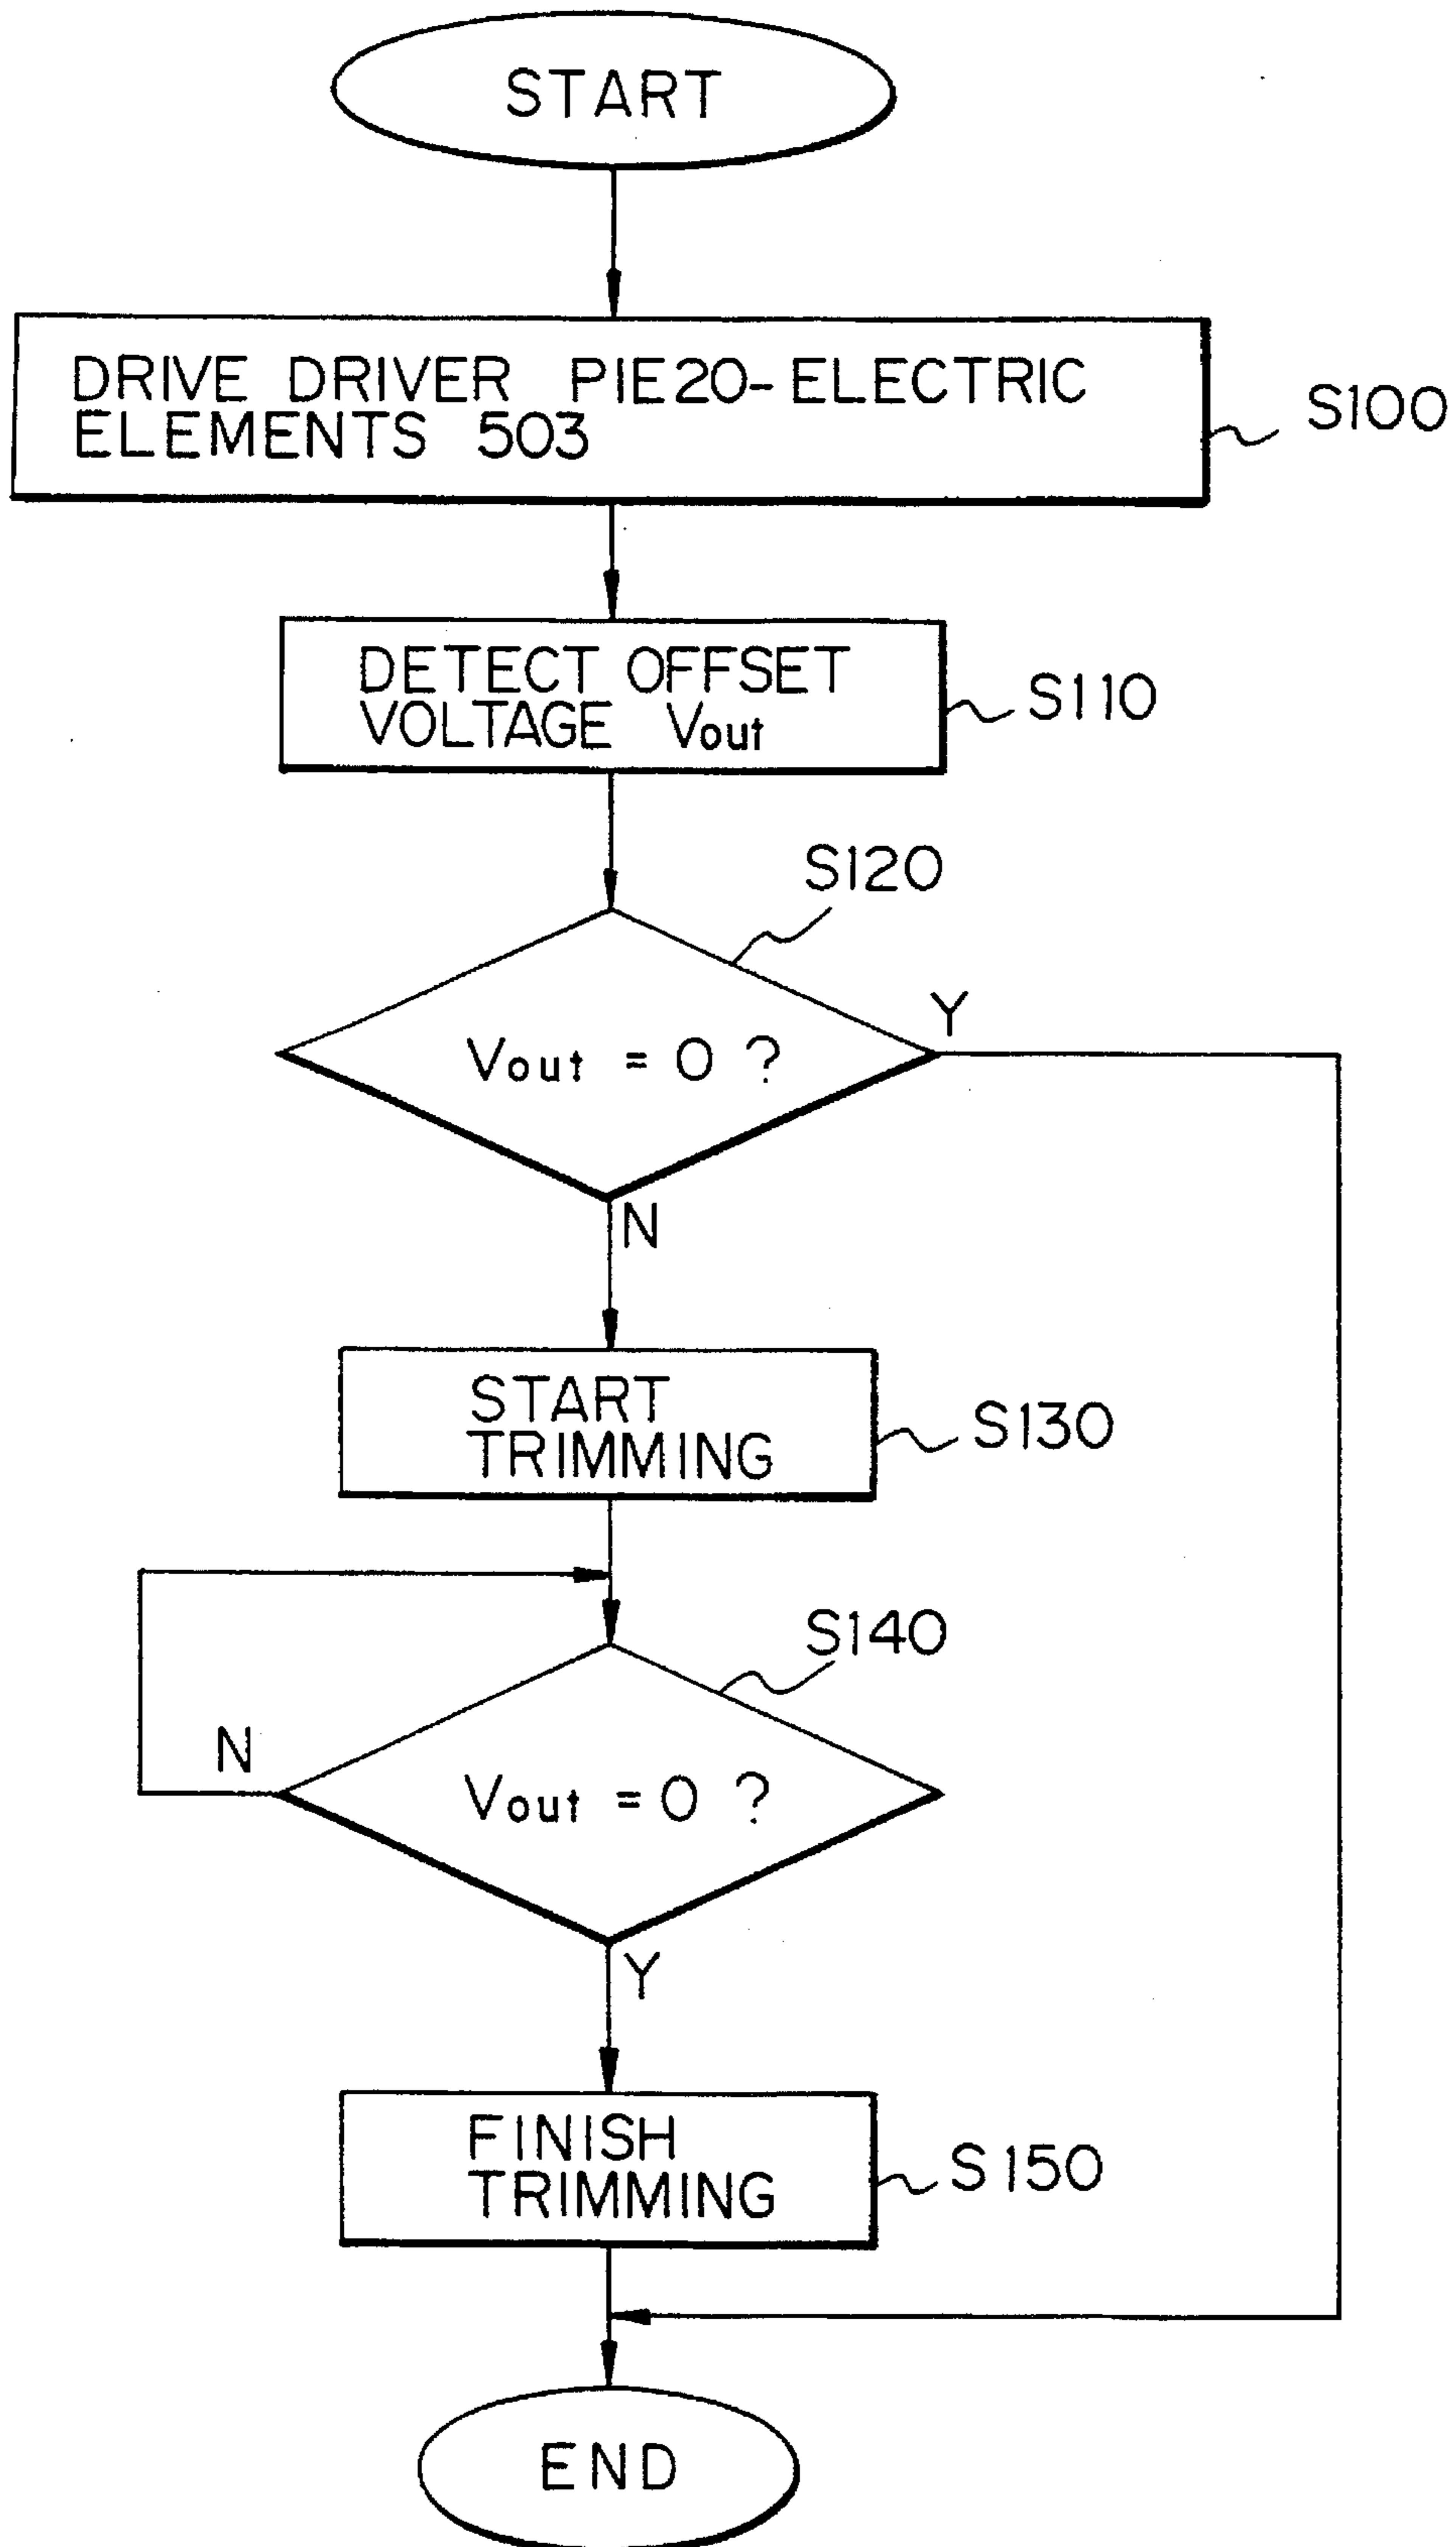 START
DRIVE DRIVER PIE20-ELECTRIC
ELEMENTS 503
S100
DETECT OFFSET
VOLTAGE Vout
S110
S120
Vout = 0 ?
Y
N
START
TRIMMING
S130
S140
N
Vout = 0 ?
Y
FINISH
TRIMMING
S150
END